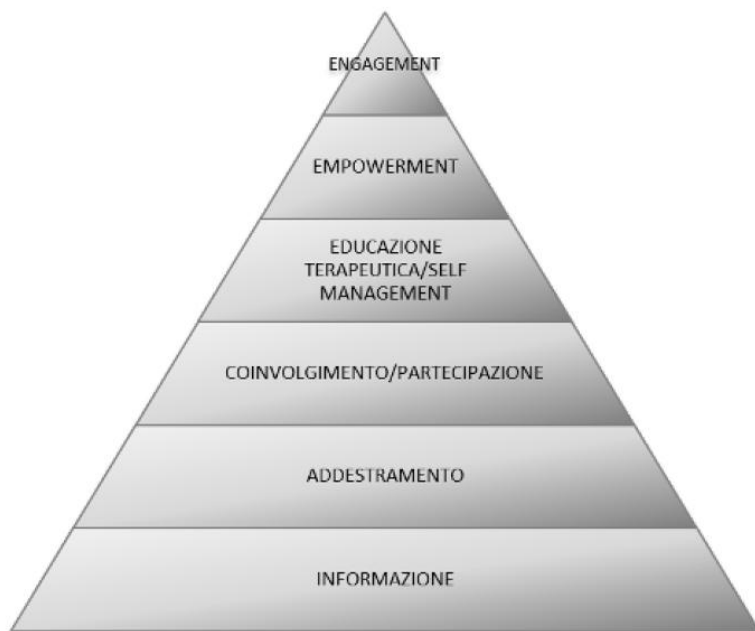 ENGAGEMENT
EMPOWERMENT
EDUCAZIONE
TERAPEUTICA/SELF
MANAGEMENT
COINVOLGIMENTO/PARTECIPAZIONE
ADDESTRAMENTO
INFORMAZIONE